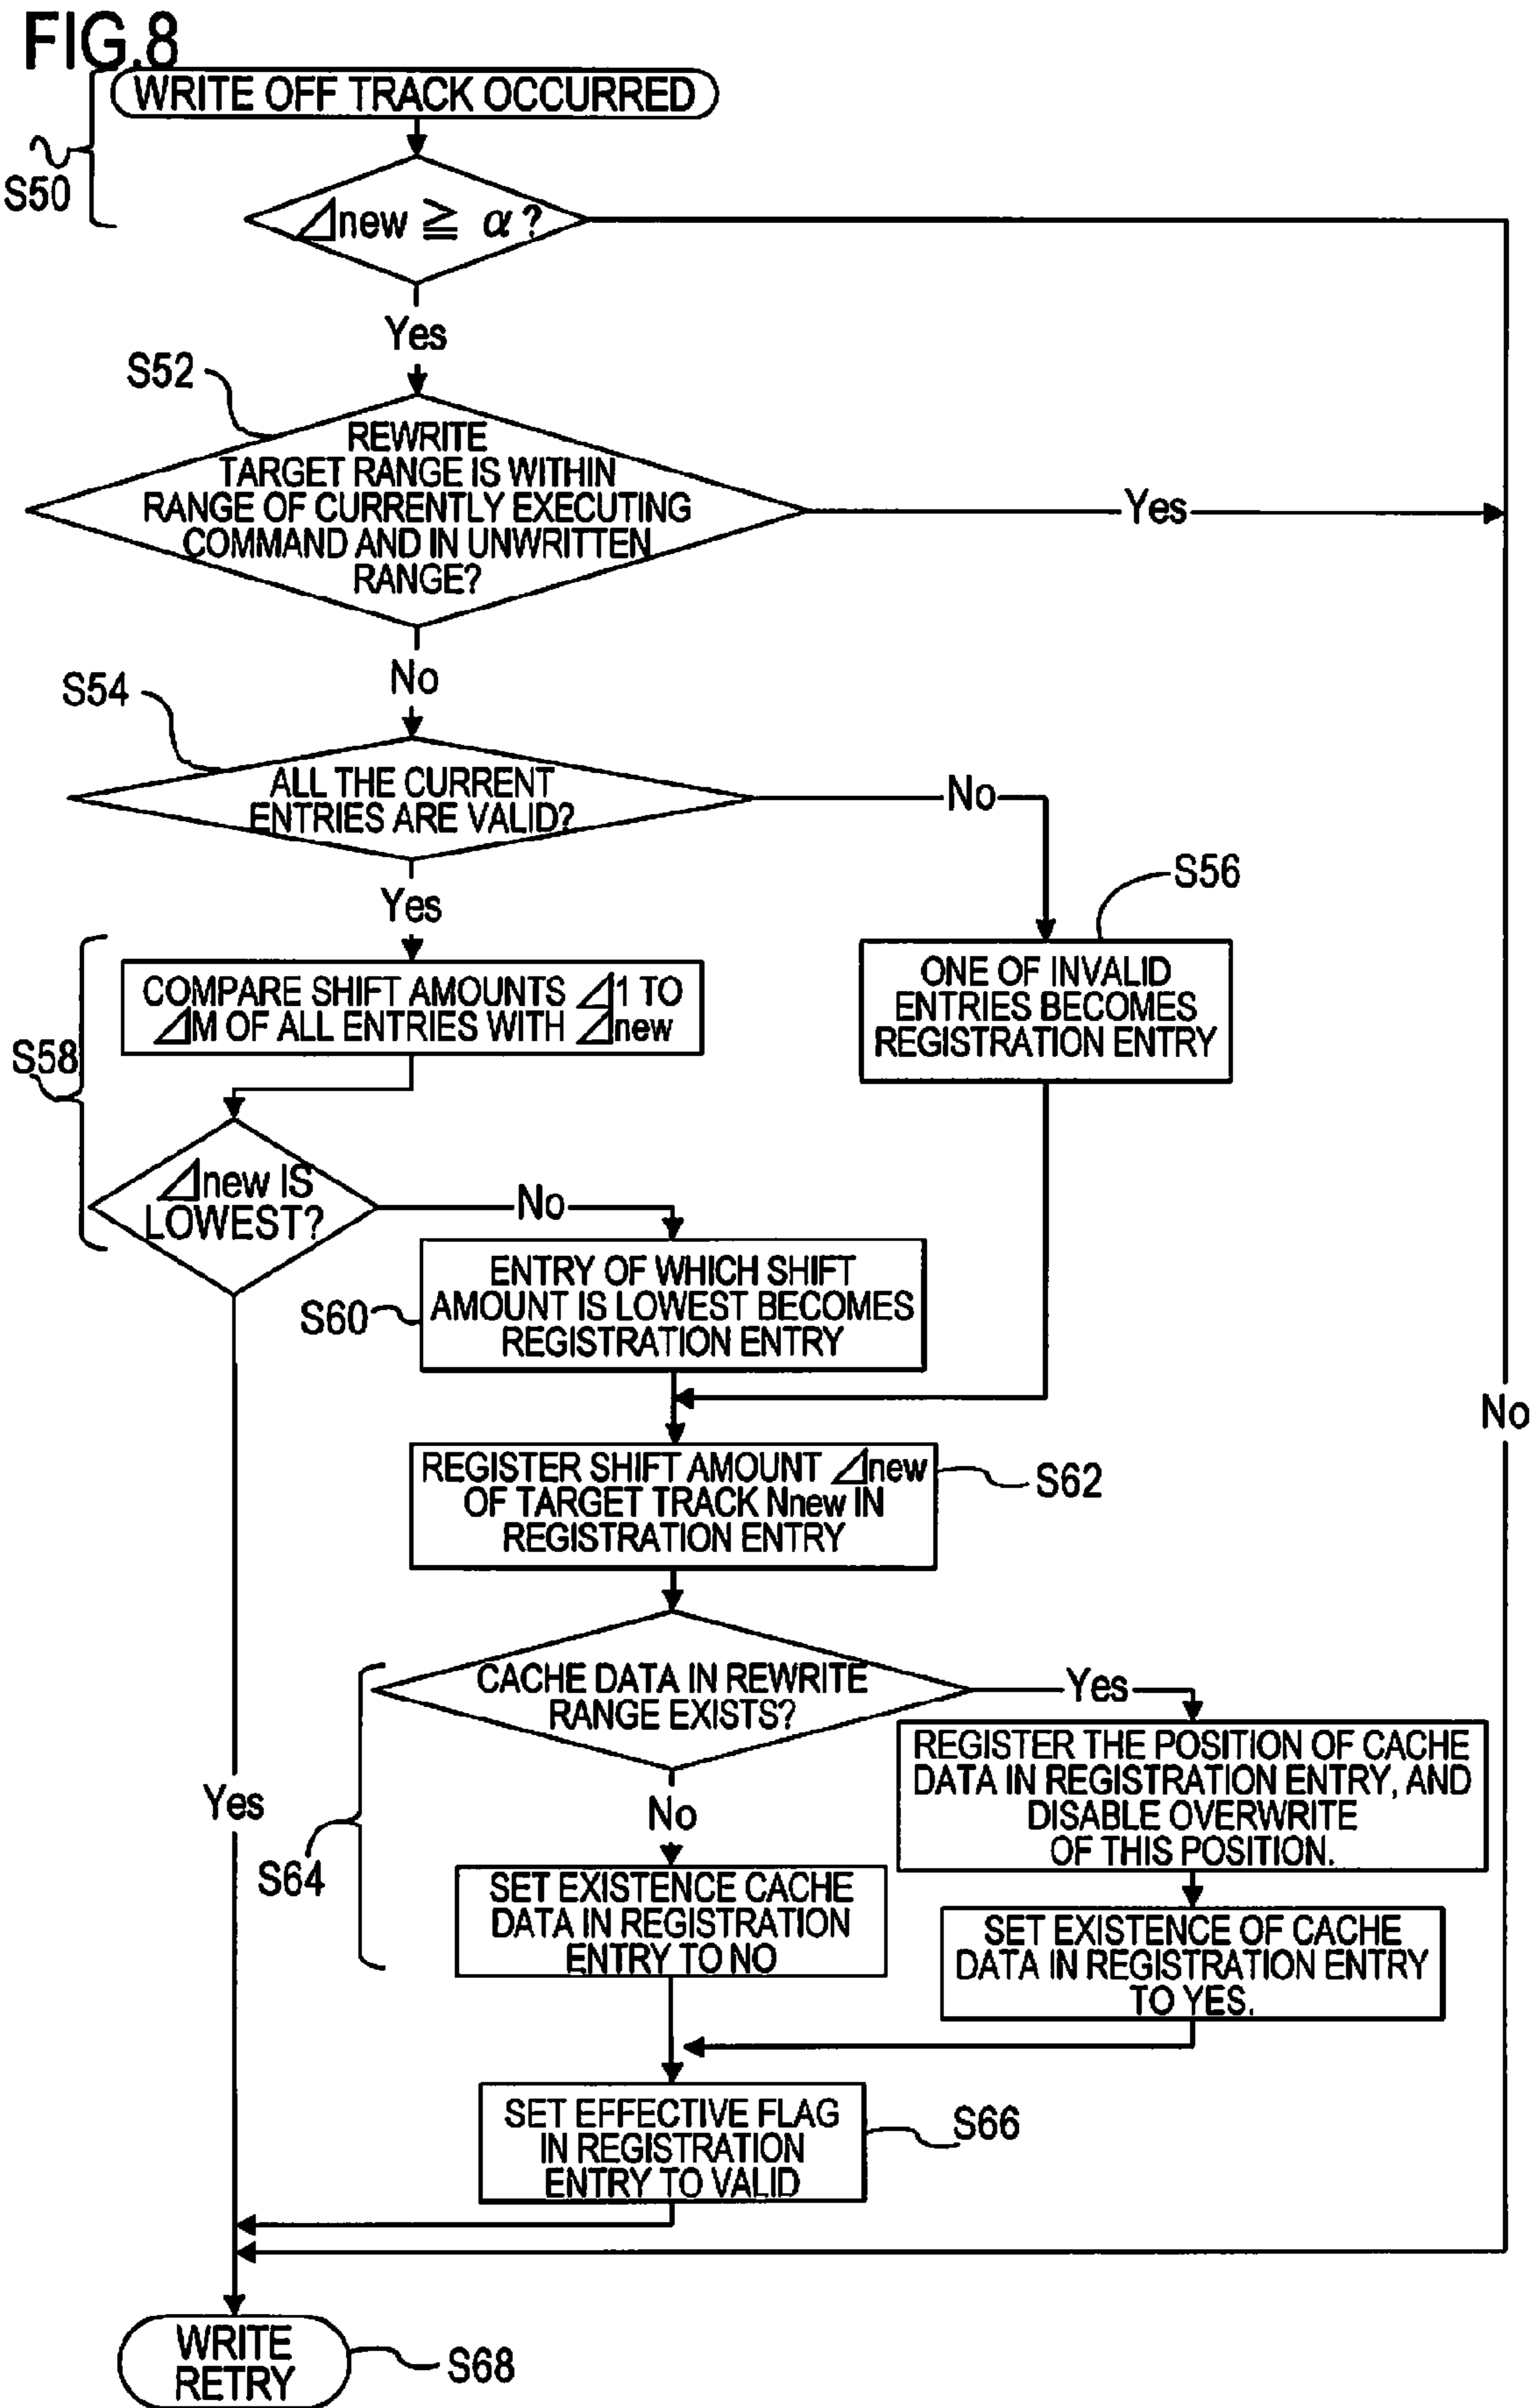 FIG.8
WRITE OFF TRACK OCCURRED
S50
⊿new ≧ α?
Yes
S52
REWRITE
TARGET RANGE IS WITHIN
RANGE OF CURRENTLY EXECUTING
COMMAND AND IN UNWRITTEN
RANGE?
Yes
No
S54
ALL THE CURRENT
ENTRIES ARE VALID?
No
Yes
S56
ONE OF INVALID
ENTRIES BECOMES
REGISTRATION ENTRY
COMPARE SHIFT AMOUNTS ⊿1 TO
⊿M OF ALL ENTRIES WITH ⊿new
S58
⊿new IS
LOWEST?
No
ENTRY OF WHICH SHIFT
AMOUNT IS LOWEST BECOMES
REGISTRATION ENTRY
S60
No
REGISTER SHIFT AMOUNT ⊿new
OF TARGET TRACK Nnew IN
REGISTRATION ENTRY
S62
CACHE DATA IN REWRITE
RANGE EXISTS?
Yes
REGISTER THE POSITION OF CACHE
DATA IN REGISTRATION ENTRY, AND
DISABLE OVERWRITE
OF THIS POSITION.
Yes
No
S64
SET EXISTENCE CACHE
DATA IN REGISTRATION
ENTRY TO NO
SET EXISTENCE OF CACHE
DATA IN REGISTRATION ENTRY
TO YES.
SET EFFECTIVE FLAG
IN REGISTRATION
ENTRY TO VALID
S66
WRITE
RETRY
S68